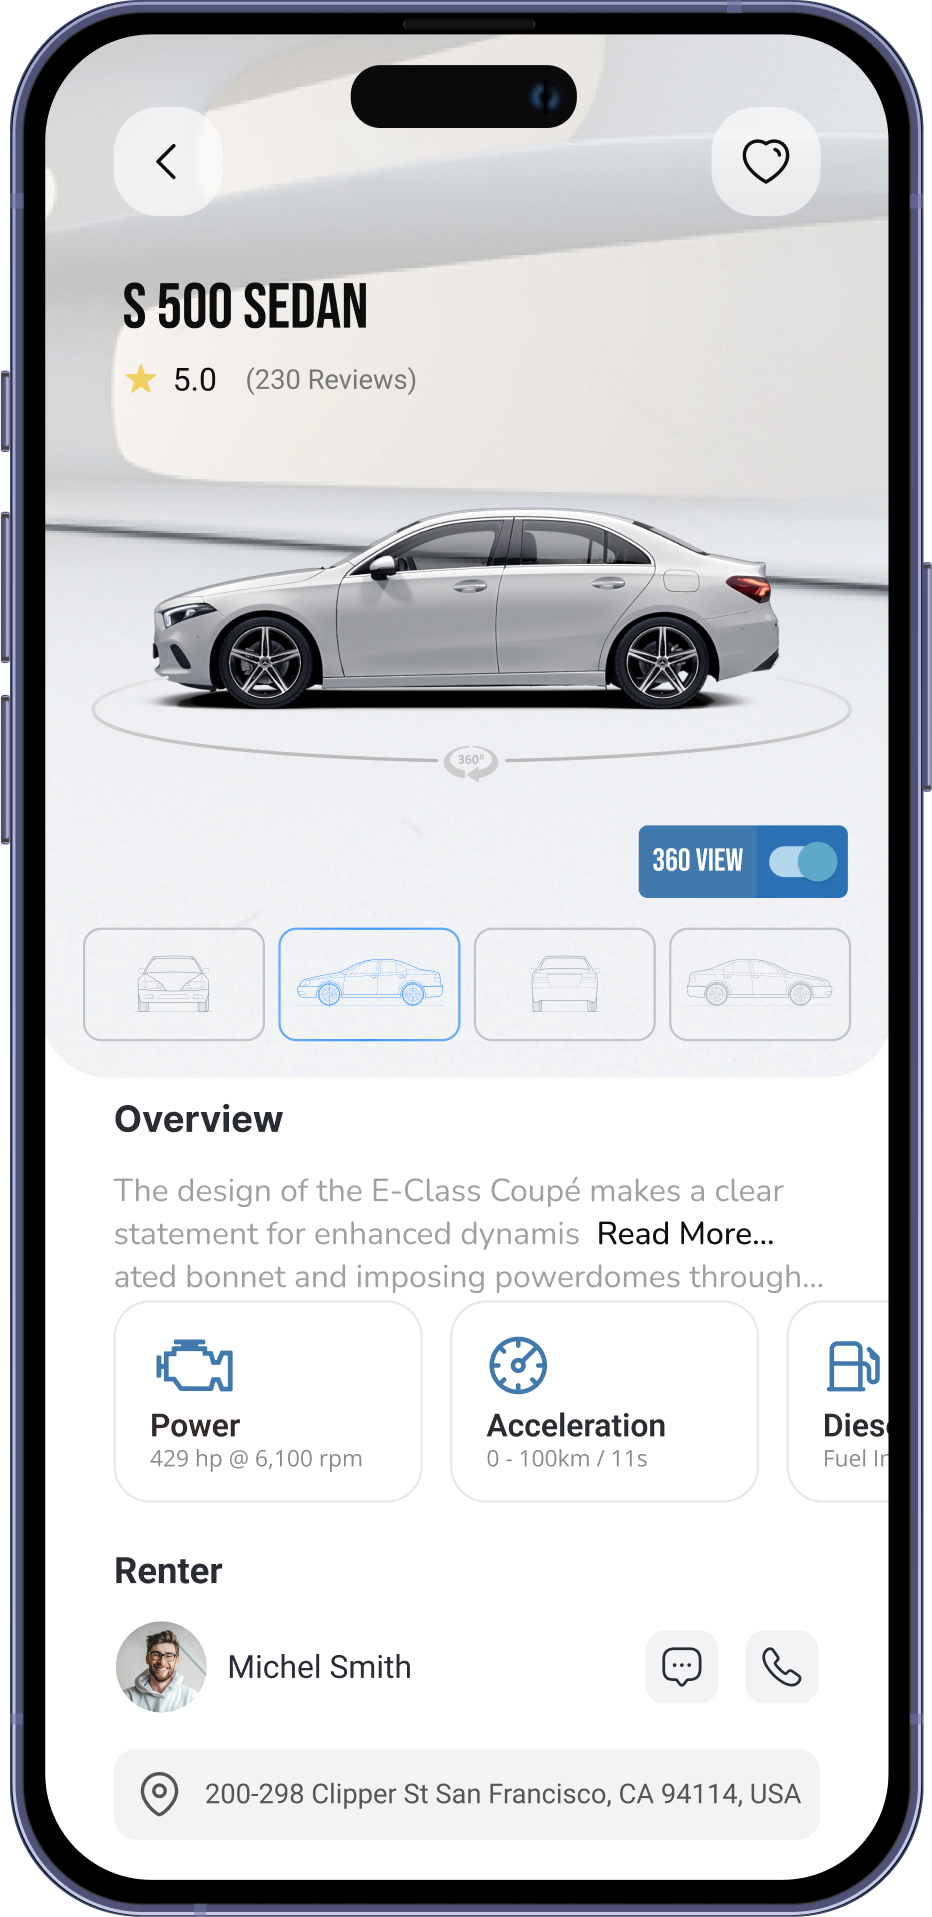 S 500 SEDAN
5.0 (230 Reviews)
360°
360 VIEW
Overview
The design of the E-Class Coupé makes a clear
statement for enhanced dynamis Read More...
ated bonnet and imposing powerdomes through...
Power
429 hp @ 6,100 rpm
Acceleration
0 - 100km / 11s
Fuel
Renter
Michel Smith
200-298 Clipper St San Francisco, CA 94114, USA